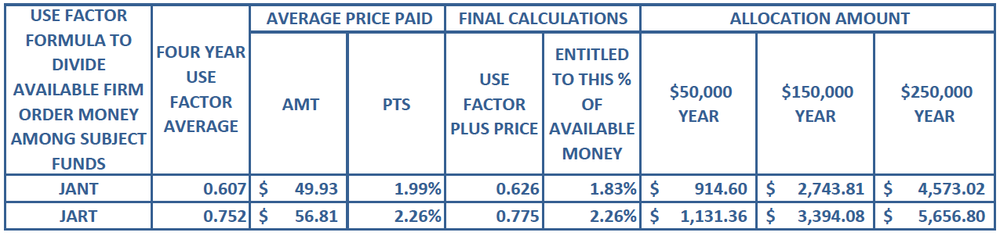 USE FACTOR
FORMULA TO
DIVIDE
AVAILABLE FIRM
ORDER MONEY
AMONG SUBJECT
FUNDS
FOUR YEAR
USE
FACTOR
AVERAGE
AVERAGE PRICE PAID
AMT
PTS
FINAL CALCULATIONS
USE
FACTOR
PLUS PRICE
ENTITLED
TO THIS %
OF
AVAILABLE
MONEY
ALLOCATION AMOUNT
$50,000
YEAR
$150,000
YEAR
$250,000
YEAR
JANT 0.607 $ 49.93 1.99% 0.626 1.83% $ 914.60 $ 2,743.81 $ 4,573.02
JART 0.752 $ 56.81 2.26% 0.775 2.26% $ 1,131.36 $ 3,394.08 $ 5,656.80